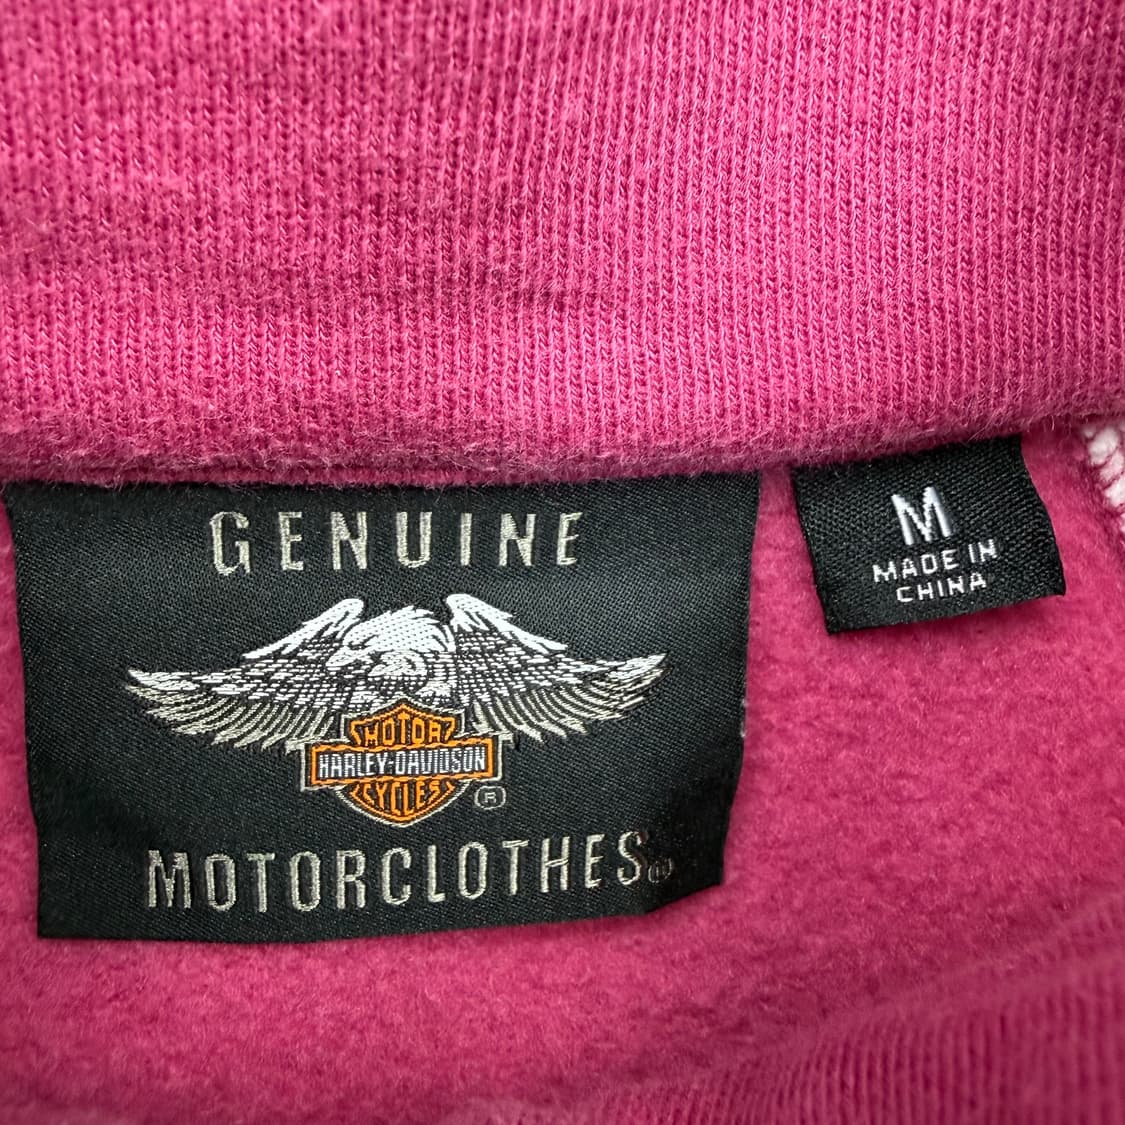 GENUINE
MOTOR
HARLEY-DAVIDSON
CYCLES
®
MOTORCLOTHES®
M
MADE IN
CHINA